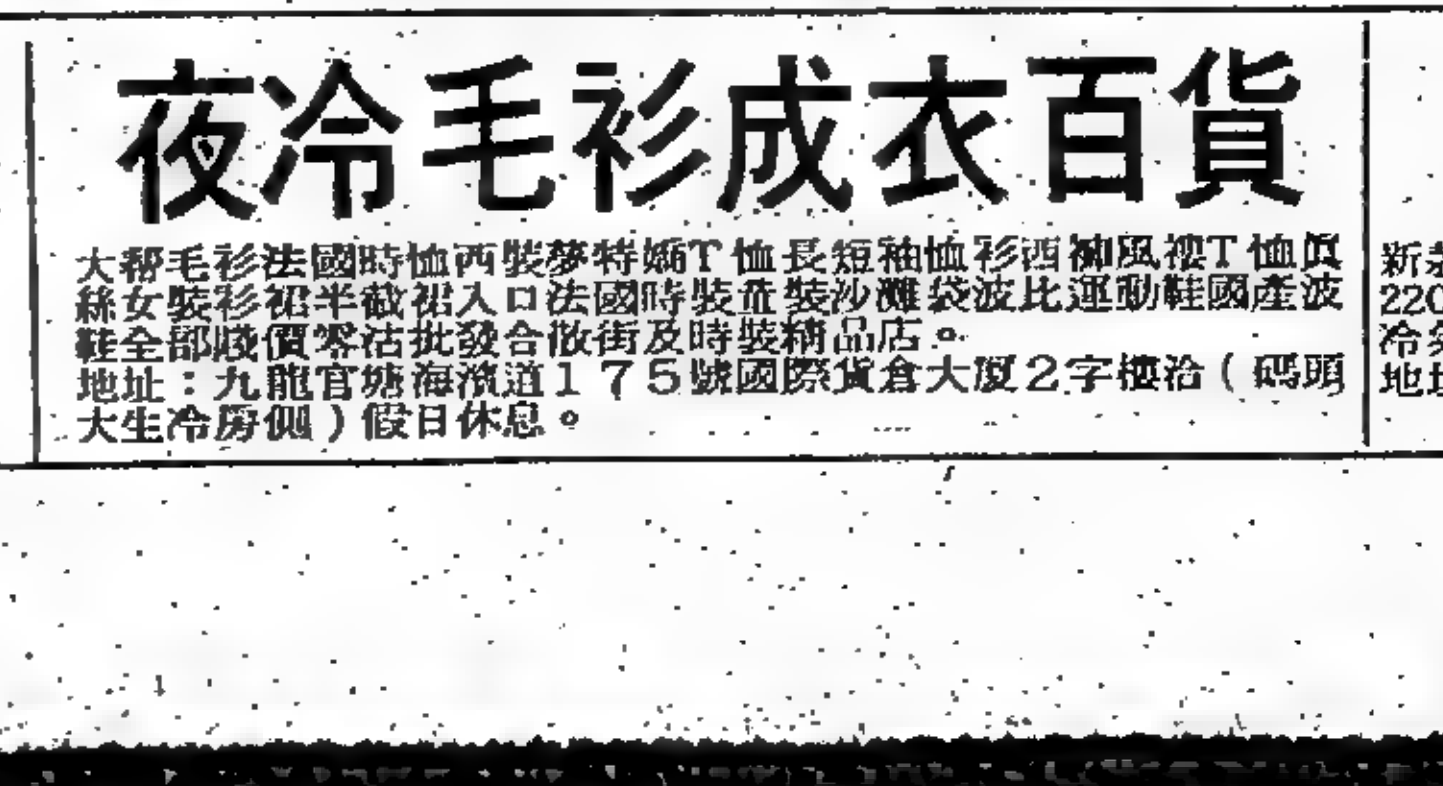 夜冷毛衫成衣百貨
大帮毛衫法國時恤西裝夢特嬌T恤長短袖恤衫西褲風褸T恤眞
絲女裝衫裙半截裙入口法國時裝裝沙灘袋波比運動鞋國產波
鞋全部賤價零沽批發合散街及時裝精品店。
地址：九龍官塘海濱道175號國際貨倉大厦2字樓洽(碼頭
大生冷房側)假日休息。
新
220
冷
地址